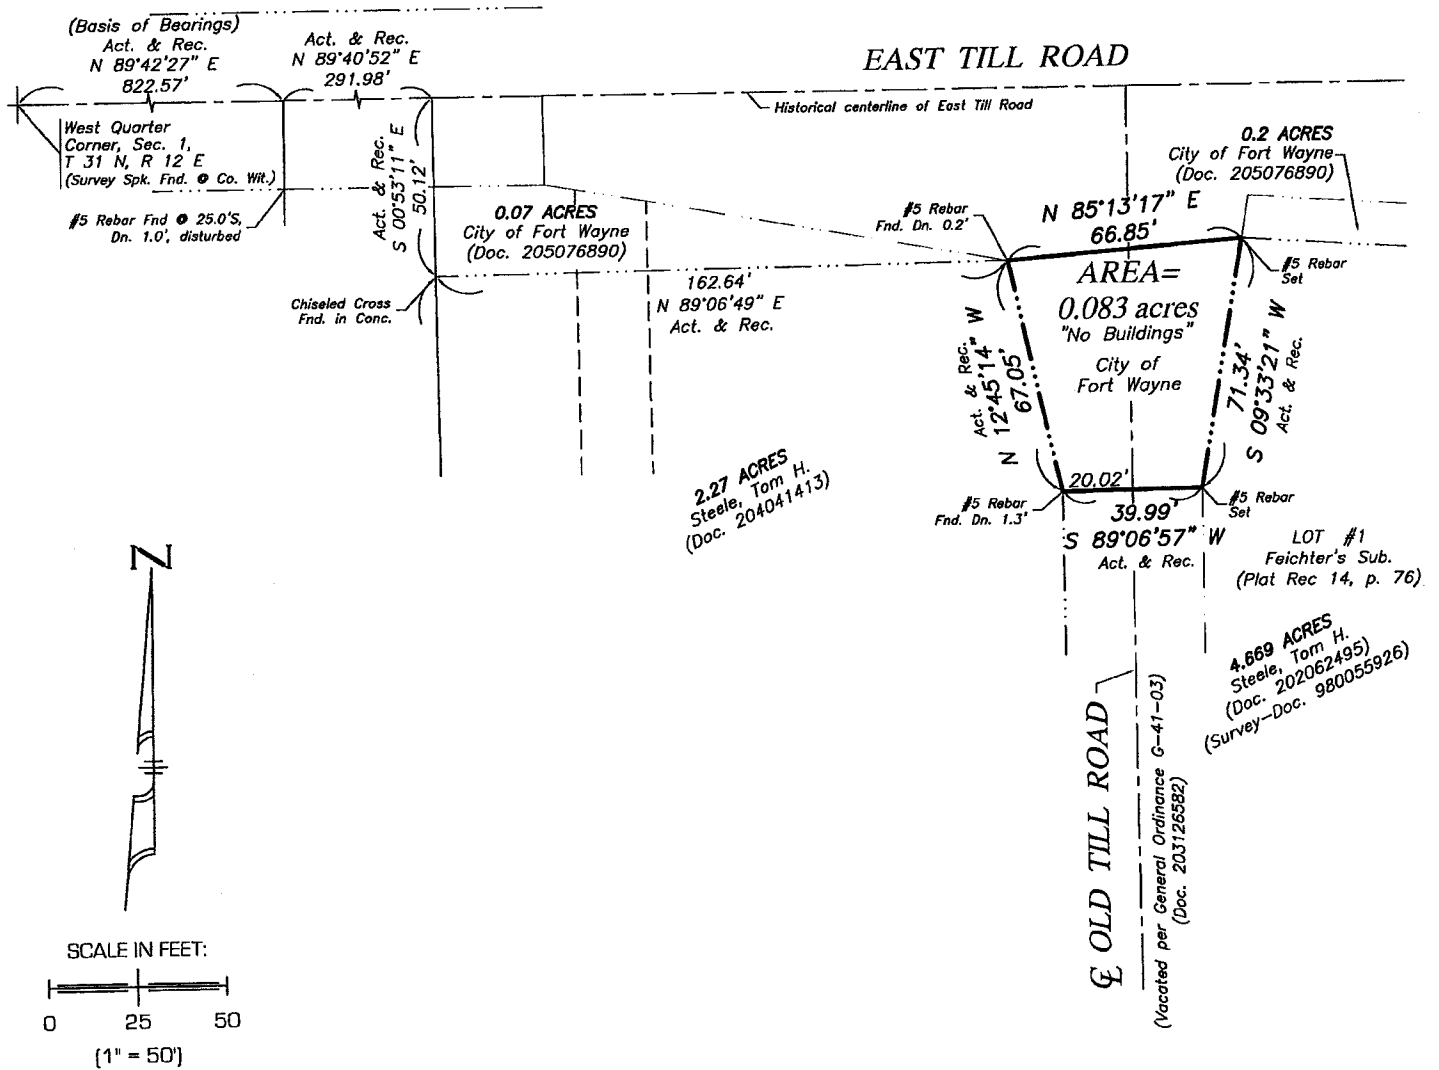 (Basis of Bearings)
Act. & Rec.
N 89°42'27" E
822.57'
Act. & Rec.
N 89°40'52" E
291.98'
EAST TILL ROAD
Historical centerline of East Till Road
West Quarter
Corner, Sec. 1,
T 31 N, R 12 E
(Survey Spk. Fnd. @ Co. Wit.)
#5 Rebar Fnd @ 25.0'S,
Dn. 1.0', disturbed
Act. & Rec.
S 00°53'11" E
50.12'
0.07 ACRES
City of Fort Wayne
(Doc. 205076890)
Chiseled Cross
Fnd. in Conc.
162.64'
N 89°06'49" E
Act. & Rec.
0.2 ACRES
City of Fort Wayne
(Doc. 205076890)
#5 Rebar
Fnd. Dn. 0.2'
N 85°13'17" E
66.85'
#5 Rebar
Set
AREA=
0.083 acres
"No Buildings"
City of
Fort Wayne
Act. & Rec.
N 12°45'14" W
67.05'
71.34'
S 09°33'21" W
Act. & Rec.
20.02'
#5 Rebar
Fnd. Dn. 1.3'
39.99'
S 89°06'57" W
Act. & Rec.
#5 Rebar
Set
LOT #1
Feichter's Sub.
(Plat Rec 14, p. 76)
2.27 ACRES
Steele, Tom H.
(Doc. 204041413)
4.669 ACRES
Steele, Tom H.
(Doc. 202062495)
(Survey-Doc. 980055926)
℄ OLD TILL ROAD
(Vacated per General Ordinance G-41-03)
(Doc. 203126582)
N
SCALE IN FEET:
0 25 50
(1" = 50')